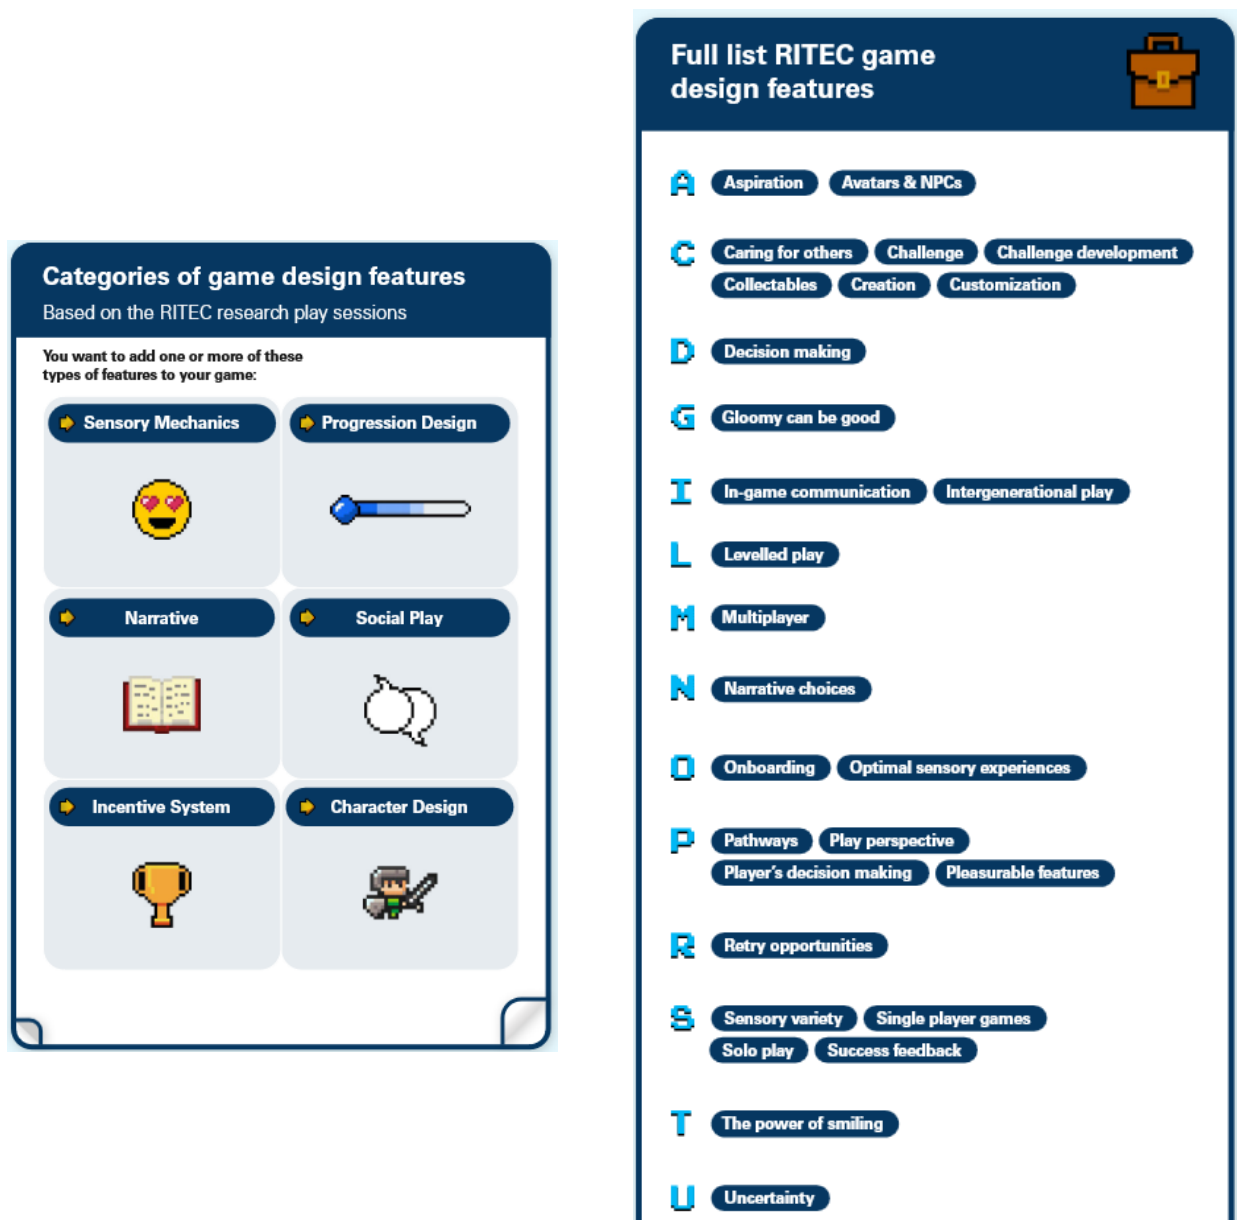 Categories of game design features
Based on the RITEC research play sessions
You want to add one or more of these
types of features to your game:
Sensory Mechanics
Progression Design
Narrative
Social Play
Incentive System
Character Design
Full list RITEC game
design features
A Aspiration Avatars & NPCs
C Caring for others Challenge Challenge development
Collectables Creation Customization
D Decision making
G Gloomy can be good
I In-game communication Intergenerational play
L Levelled play
M Multiplayer
N Narrative choices
O Onboarding Optimal sensory experiences
P Pathways Play perspective
Player's decision making Pleasurable features
R Retry opportunities
S Sensory variety Single player games
Solo play Success feedback
T The power of smiling
U Uncertainty